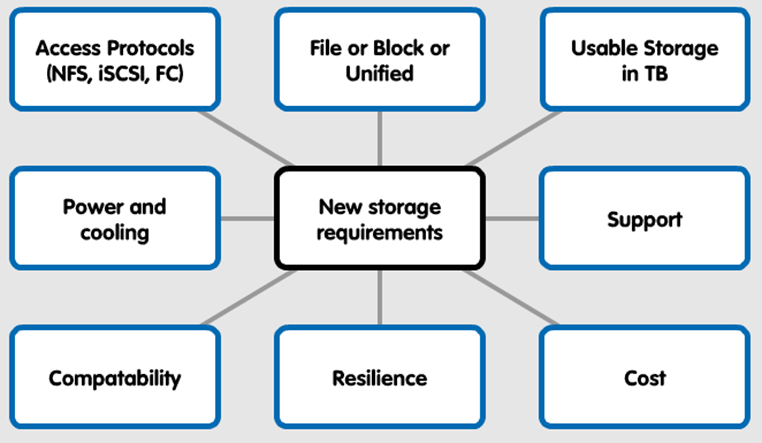 Access Protocols
(NFS, iSCSI, FC)
File or Block or
Unified
Usable Storage
in TB
Power and
cooling
New storage
requirements
Support
Compatability
Resilience
Cost